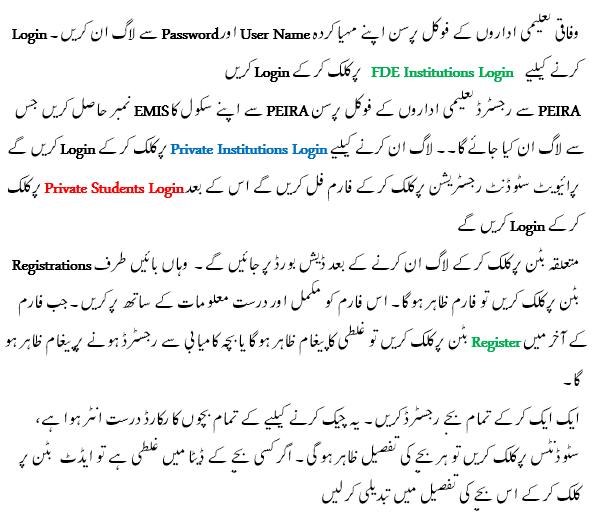 وفاقی تعلیمی اداروں کے فوکل پرسن اپنے مہیا کردہ User Name اور Password سے لاگ ان کریں۔ Login
کرنے کیلیے FDE Institutions Login پر کلک کر کے Login کریں
PEIRA سے رجسٹرڈ تعلیمی اداروں کے فوکل پرسن PEIRA سے اپنے سکول کا EMIS نمبر حاصل کریں جس
سے لاگ ان کیا جائے گا۔۔ لاگ ان کرنے کیلیے Private Institutions Login پر کلک کر کے Login کریں گے
پرائیویٹ سٹوڈنٹ رجسٹریشن پر کلک کر کے فارم فل کریں گے اس کے بعد Private Students Login پر کلک
کر کے Login کریں گے
متعلقہ بٹن پر کلک کر کے لاگ ان کرنے کے بعد ڈیش بورڈ پر جائیں گے۔ وہاں بائیں طرف Registrations
بٹن پر کلک کریں تو فارم ظاہر ہو گا۔ اس فارم کو مکمل اور درست معلومات کے ساتھ پر کریں۔ جب فارم
کے آخر میں Register بٹن پر کلک کریں تو غلطی کا پیغام ظاہر ہو گا یا بچہ کامیابی سے رجسٹرڈ ہونے پر پیغام ظاہر ہو
گا۔
ایک ایک کر کے تمام بچے رجسٹرڈ کریں۔ یہ چیک کرنے کیلیے کے تمام بچوں کا رکارڈ درست انٹر ہوا ہے،
سٹوڈنٹس پر کلک کریں تو ہر بچے کی تفصیل ظاہر ہو گی۔ اگر کسی بچے کے ڈیٹا میں غلطی ہے تو ایڈٹ بٹن پر
کلک کر کے اس بچے کی تفصیل میں تبدیلی کر لیں